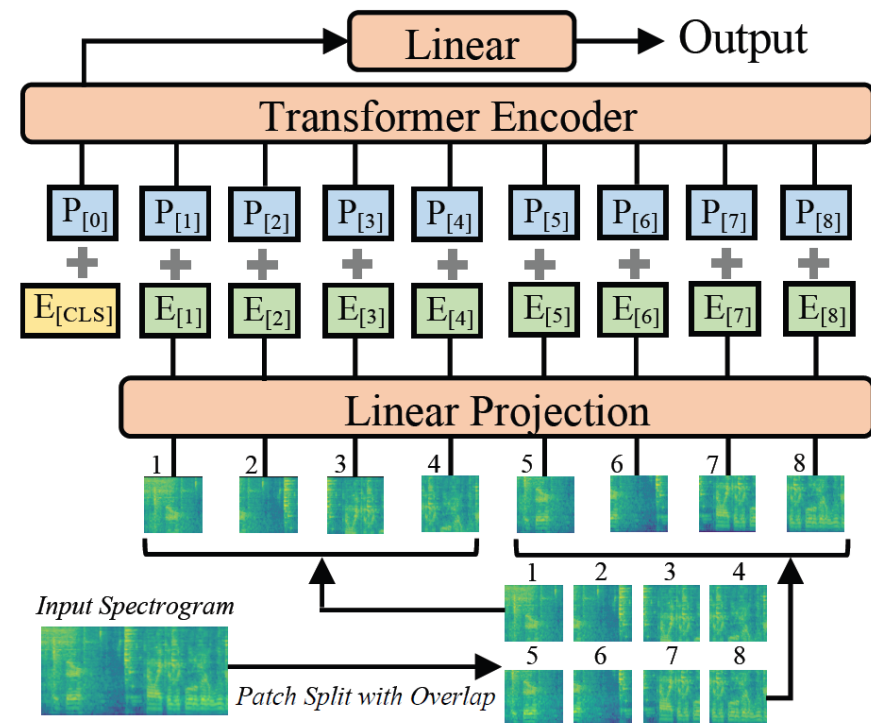 Linear Output
Transformer Encoder
P[0] P[1] P[2] P[3] P[4] P[5] P[6] P[7] P[8]
+ + + + + + + + +
E[CLS] E[1] E[2] E[3] E[4] E[5] E[6] E[7] E[8]
Linear Projection
1 2 3 4 5 6 7 8
1 2 3 4
Input Spectrogram
5 6 7 8
Patch Split with Overlap